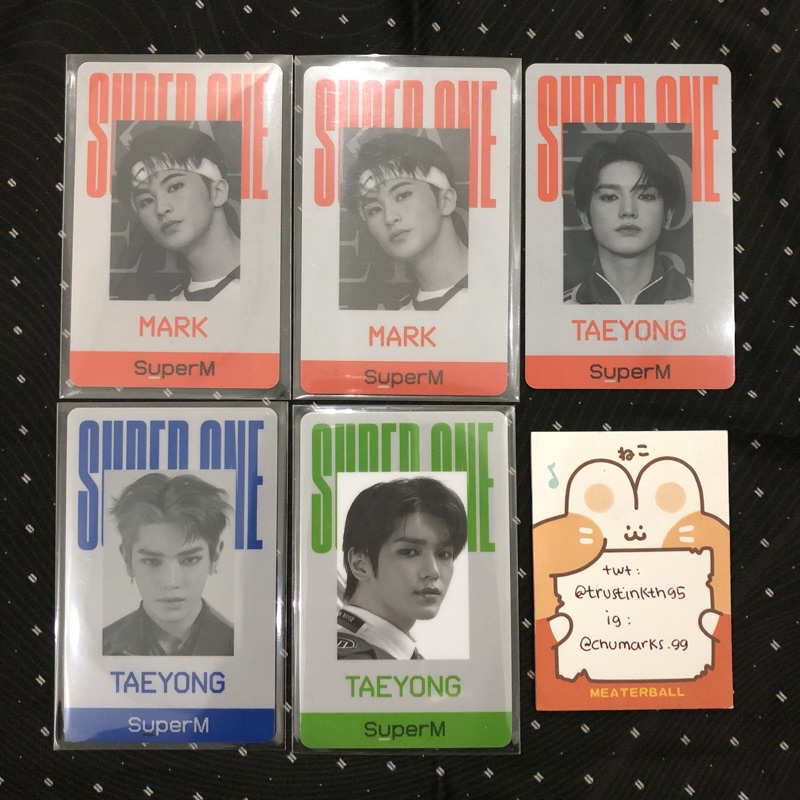 SUPER ONE
MARK
SuperM
SUPER ONE
MARK
SuperM
SUPER ONE
TAEYONG
SuperM
SUPER ONE
TAEYONG
SuperM
SUPER ONE
TAEYONG
SuperM
ねこ
twt :
@trustinkth95
ig :
@chumarks.99
MEATERBALL